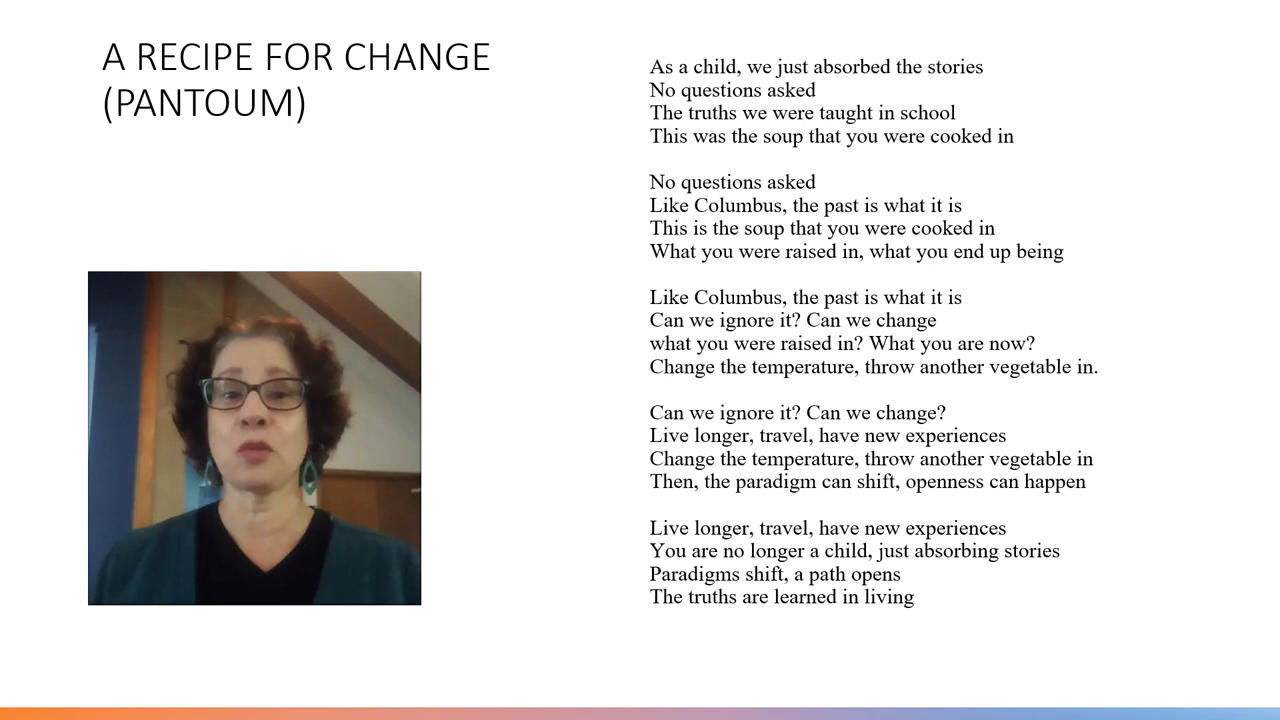 A RECIPE FOR CHANGE
(PANTOUM)
As a child, we just absorbed the stories
No questions asked
The truths we were taught in school
This was the soup that you were cooked in
No questions asked
Like Columbus, the past is what it is
This is the soup that you were cooked in
What you were raised in, what you end up being
Like Columbus, the past is what it is
Can we ignore it? Can we change
what you were raised in? What you are now?
Change the temperature, throw another vegetable in.
Can we ignore it? Can we change?
Live longer, travel, have new experiences
Change the temperature, throw another vegetable in
Then, the paradigm can shift, openness can happen
Live longer, travel, have new experiences
You are no longer a child, just absorbing stories
Paradigms shift, a path opens
The truths are learned in living